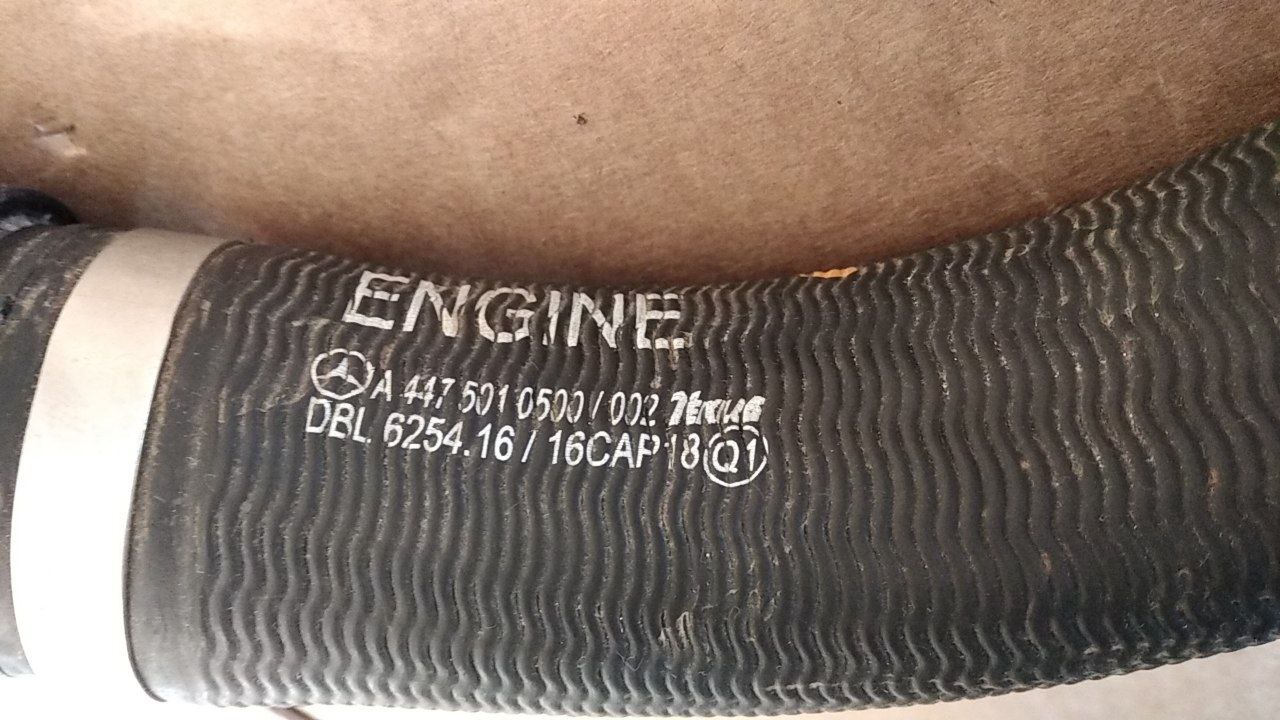 ENGINE
A 447 501 0500 / 002
DBL 6254.16 / 16CAP18 Q1